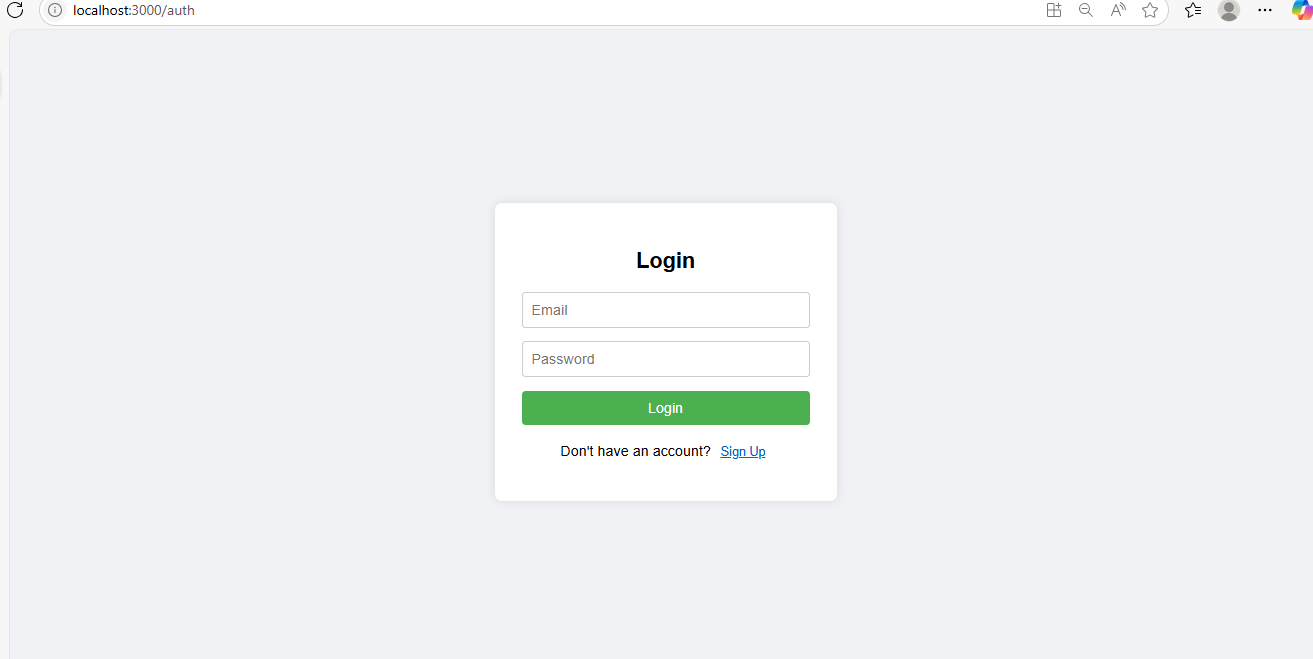 localhost:3000/auth
Login
Email
Password
Login
Don't have an account? Sign Up